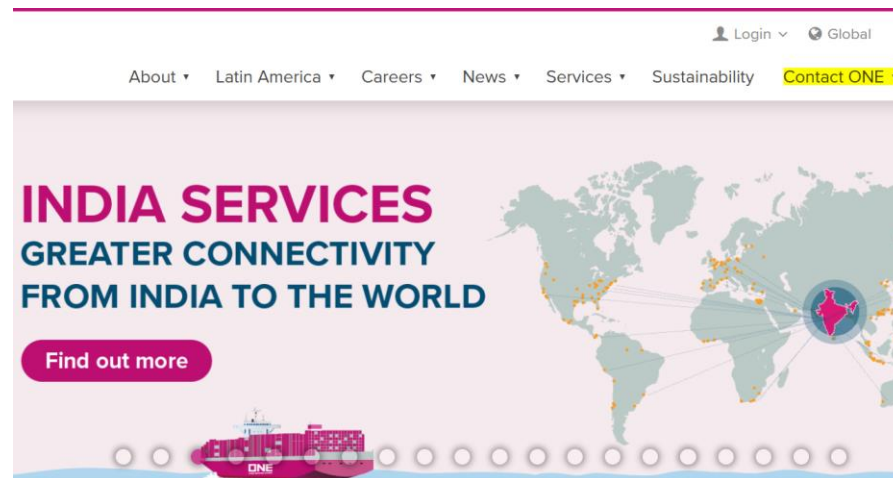 Login Global
About Latin America Careers News Services Sustainability Contact ONE
INDIA SERVICES
GREATER CONNECTIVITY
FROM INDIA TO THE WORLD
Find out more
ONE